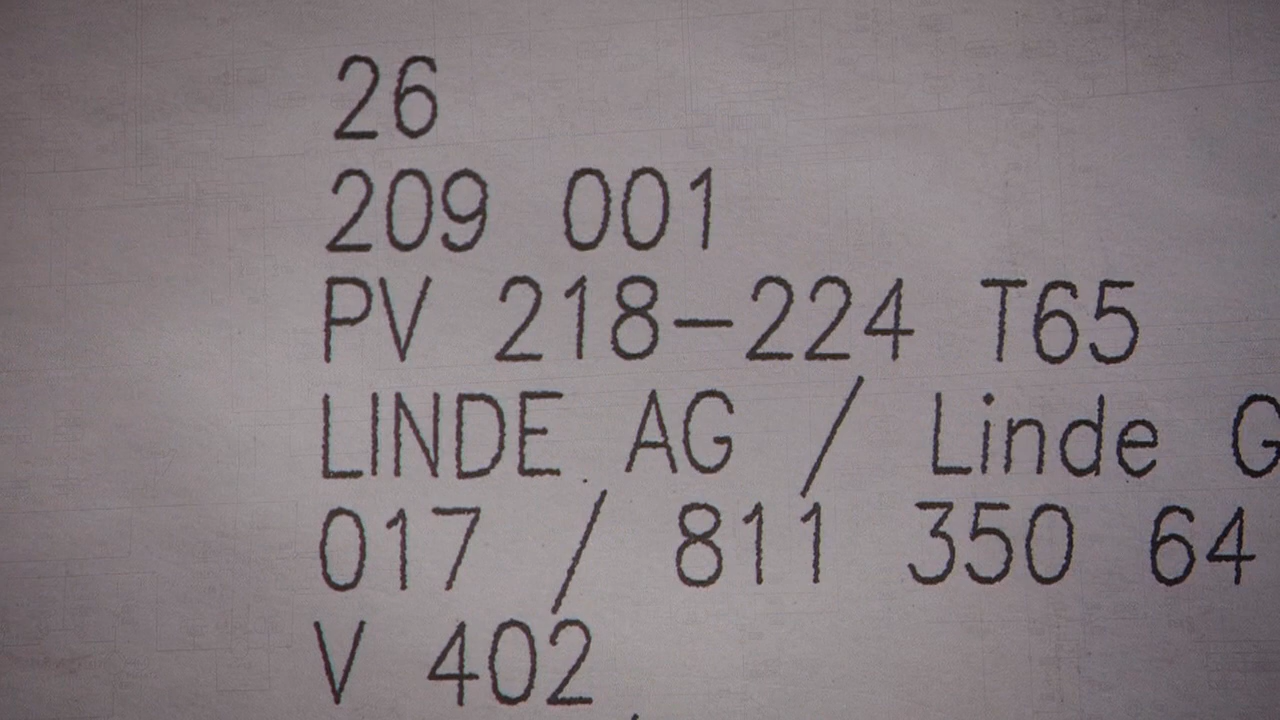 26
209 001
PV 218-224 T65
LINDE AG / Linde G
017 / 811 350 64
V 402